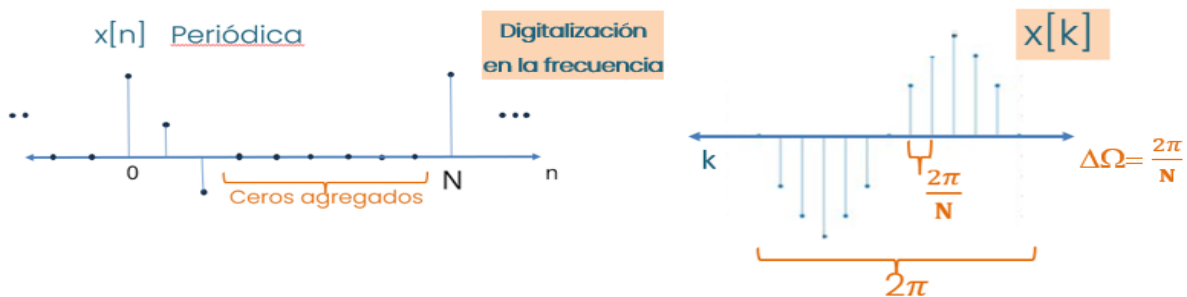 x[n] Periódica
Digitalización
en la frecuencia
x[k]
0
N
n
Ceros agregados
k
2π
N
ΔΩ= 2π
N
2π